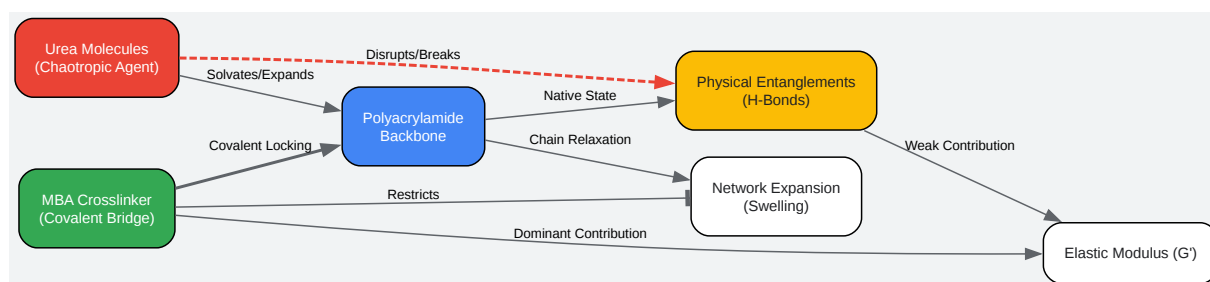 Urea Molecules
(Chaotropic Agent)
Disrupts/Breaks
Solvates/Expands
Physical Entanglements
(H-Bonds)
Native State
Polyacrylamide
Backbone
Chain Relaxation
Covalent Locking
Weak Contribution
MBA Crosslinker
(Covalent Bridge)
Restricts
Network Expansion
(Swelling)
Dominant Contribution
Elastic Modulus (G')